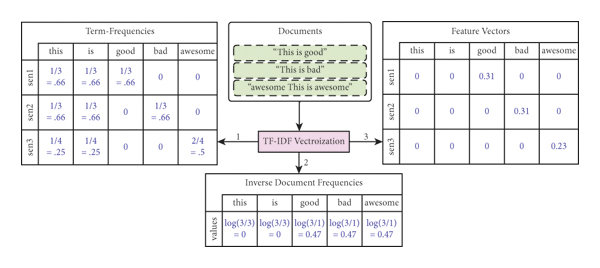 Term-Frequencies
this is good bad awesome
sen1 1/3 = .66 1/3 = .66 1/3 = .66 0 0
sen2 1/3 = .66 1/3 = .66 0 1/3 = .66 0
sen3 1/4 = .25 1/4 = .25 0 0 2/4 = .5
Documents
“This is good”
“This is bad”
“awesome This is awesome”
1 TF-IDF Vectroization 3
2
Feature Vectors
this is good bad awesome
sen1 0 0 0.31 0 0
sen2 0 0 0 0.31 0
sen3 0 0 0 0 0.23
Inverse Document Frequencies
this is good bad awesome
values log(3/3) = 0 log(3/3) = 0 log(3/1) = 0.47 log(3/1) = 0.47 log(3/1) = 0.47